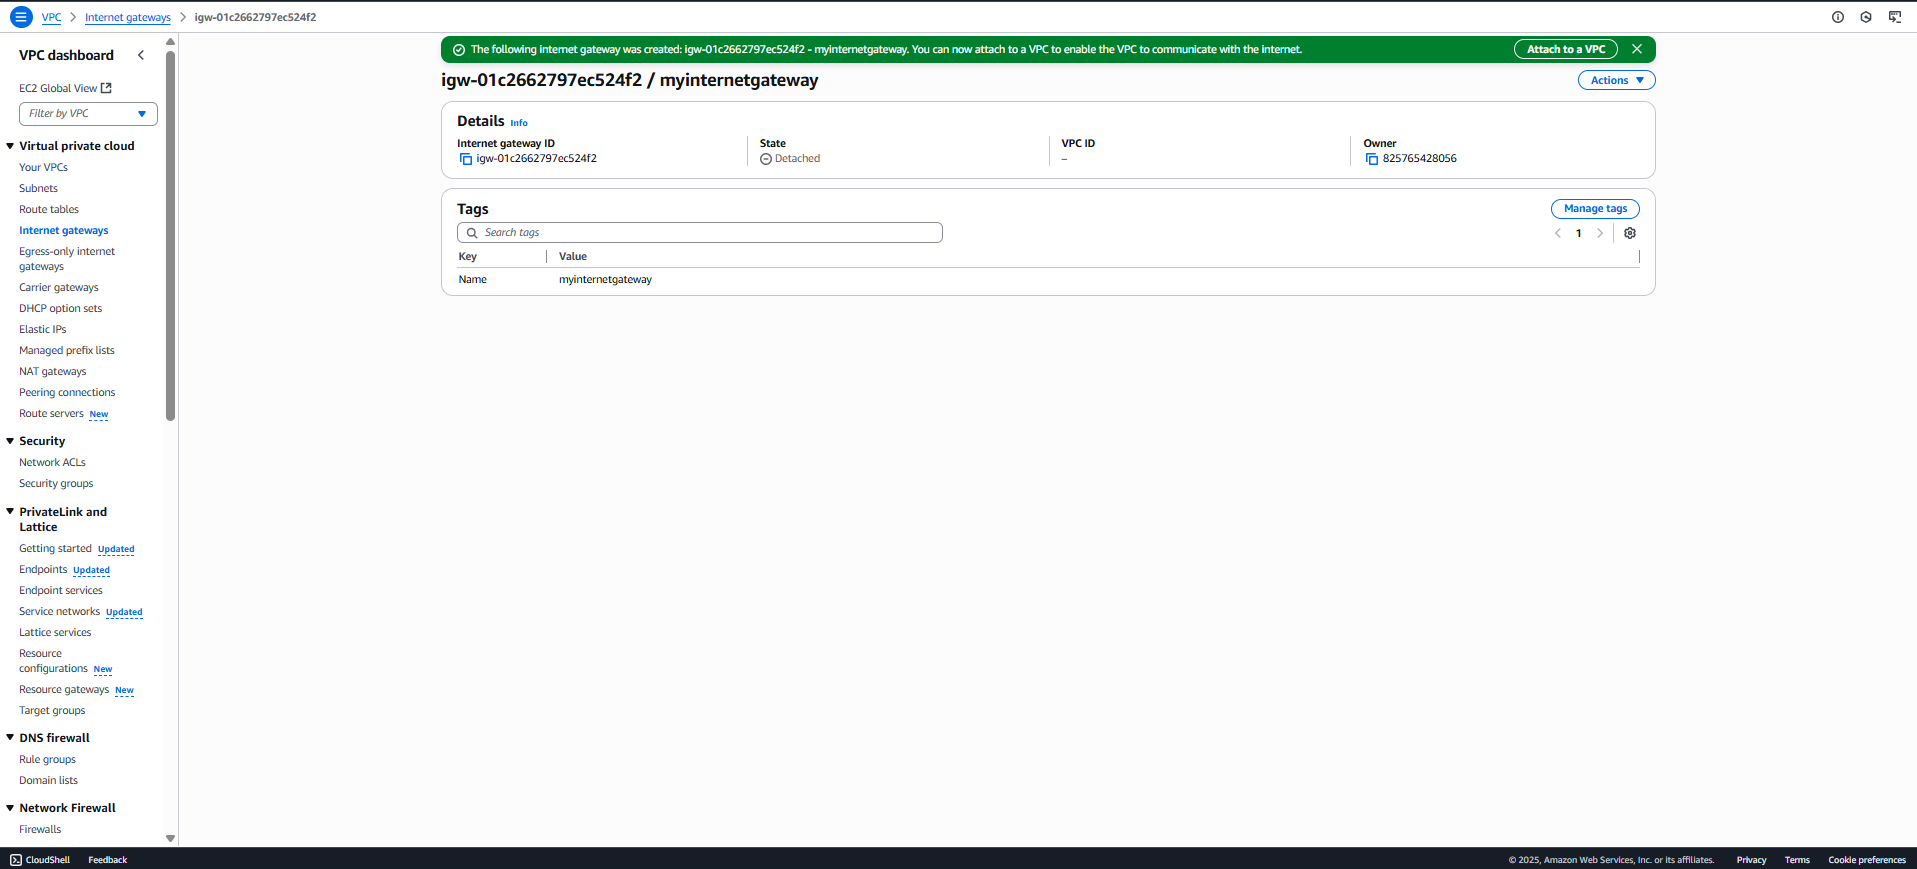 VPC > Internet gateways > igw-01c2662797ec524f2
VPC dashboard
EC2 Global View
Filter by VPC
Virtual private cloud
Your VPCs
Subnets
Route tables
Internet gateways
Egress-only internet
gateways
Carrier gateways
DHCP option sets
Elastic IPs
Managed prefix lists
NAT gateways
Peering connections
Route servers New
Security
Network ACLs
Security groups
PrivateLink and
Lattice
Getting started Updated
Endpoints Updated
Endpoint services
Service networks Updated
Lattice services
Resource
configurations New
Resource gateways New
Target groups
DNS firewall
Rule groups
Domain lists
Network Firewall
Firewalls
The following internet gateway was created: igw-01c2662797ec524f2 - myinternetgateway. You can now attach to a VPC to enable the VPC to communicate with the internet.
Attach to a VPC
igw-01c2662797ec524f2 / myinternetgateway
Actions
Details Info
Internet gateway ID
igw-01c2662797ec524f2
State
Detached
VPC ID
–
Owner
825765428056
Tags
Manage tags
Search tags
1
Key Value
Name myinternetgateway
CloudShell Feedback
© 2025, Amazon Web Services, Inc. or its affiliates. Privacy Terms Cookie preferences